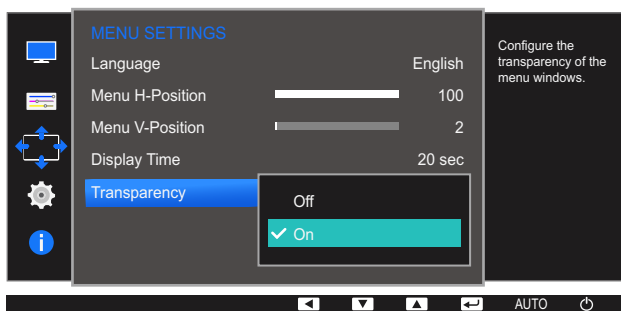 MENU SETTINGS
Language English
Menu H-Position 100
Menu V-Position 2
Display Time 20 sec
Transparency
Off
On
Configure the
transparency of the
menu windows.
AUTO